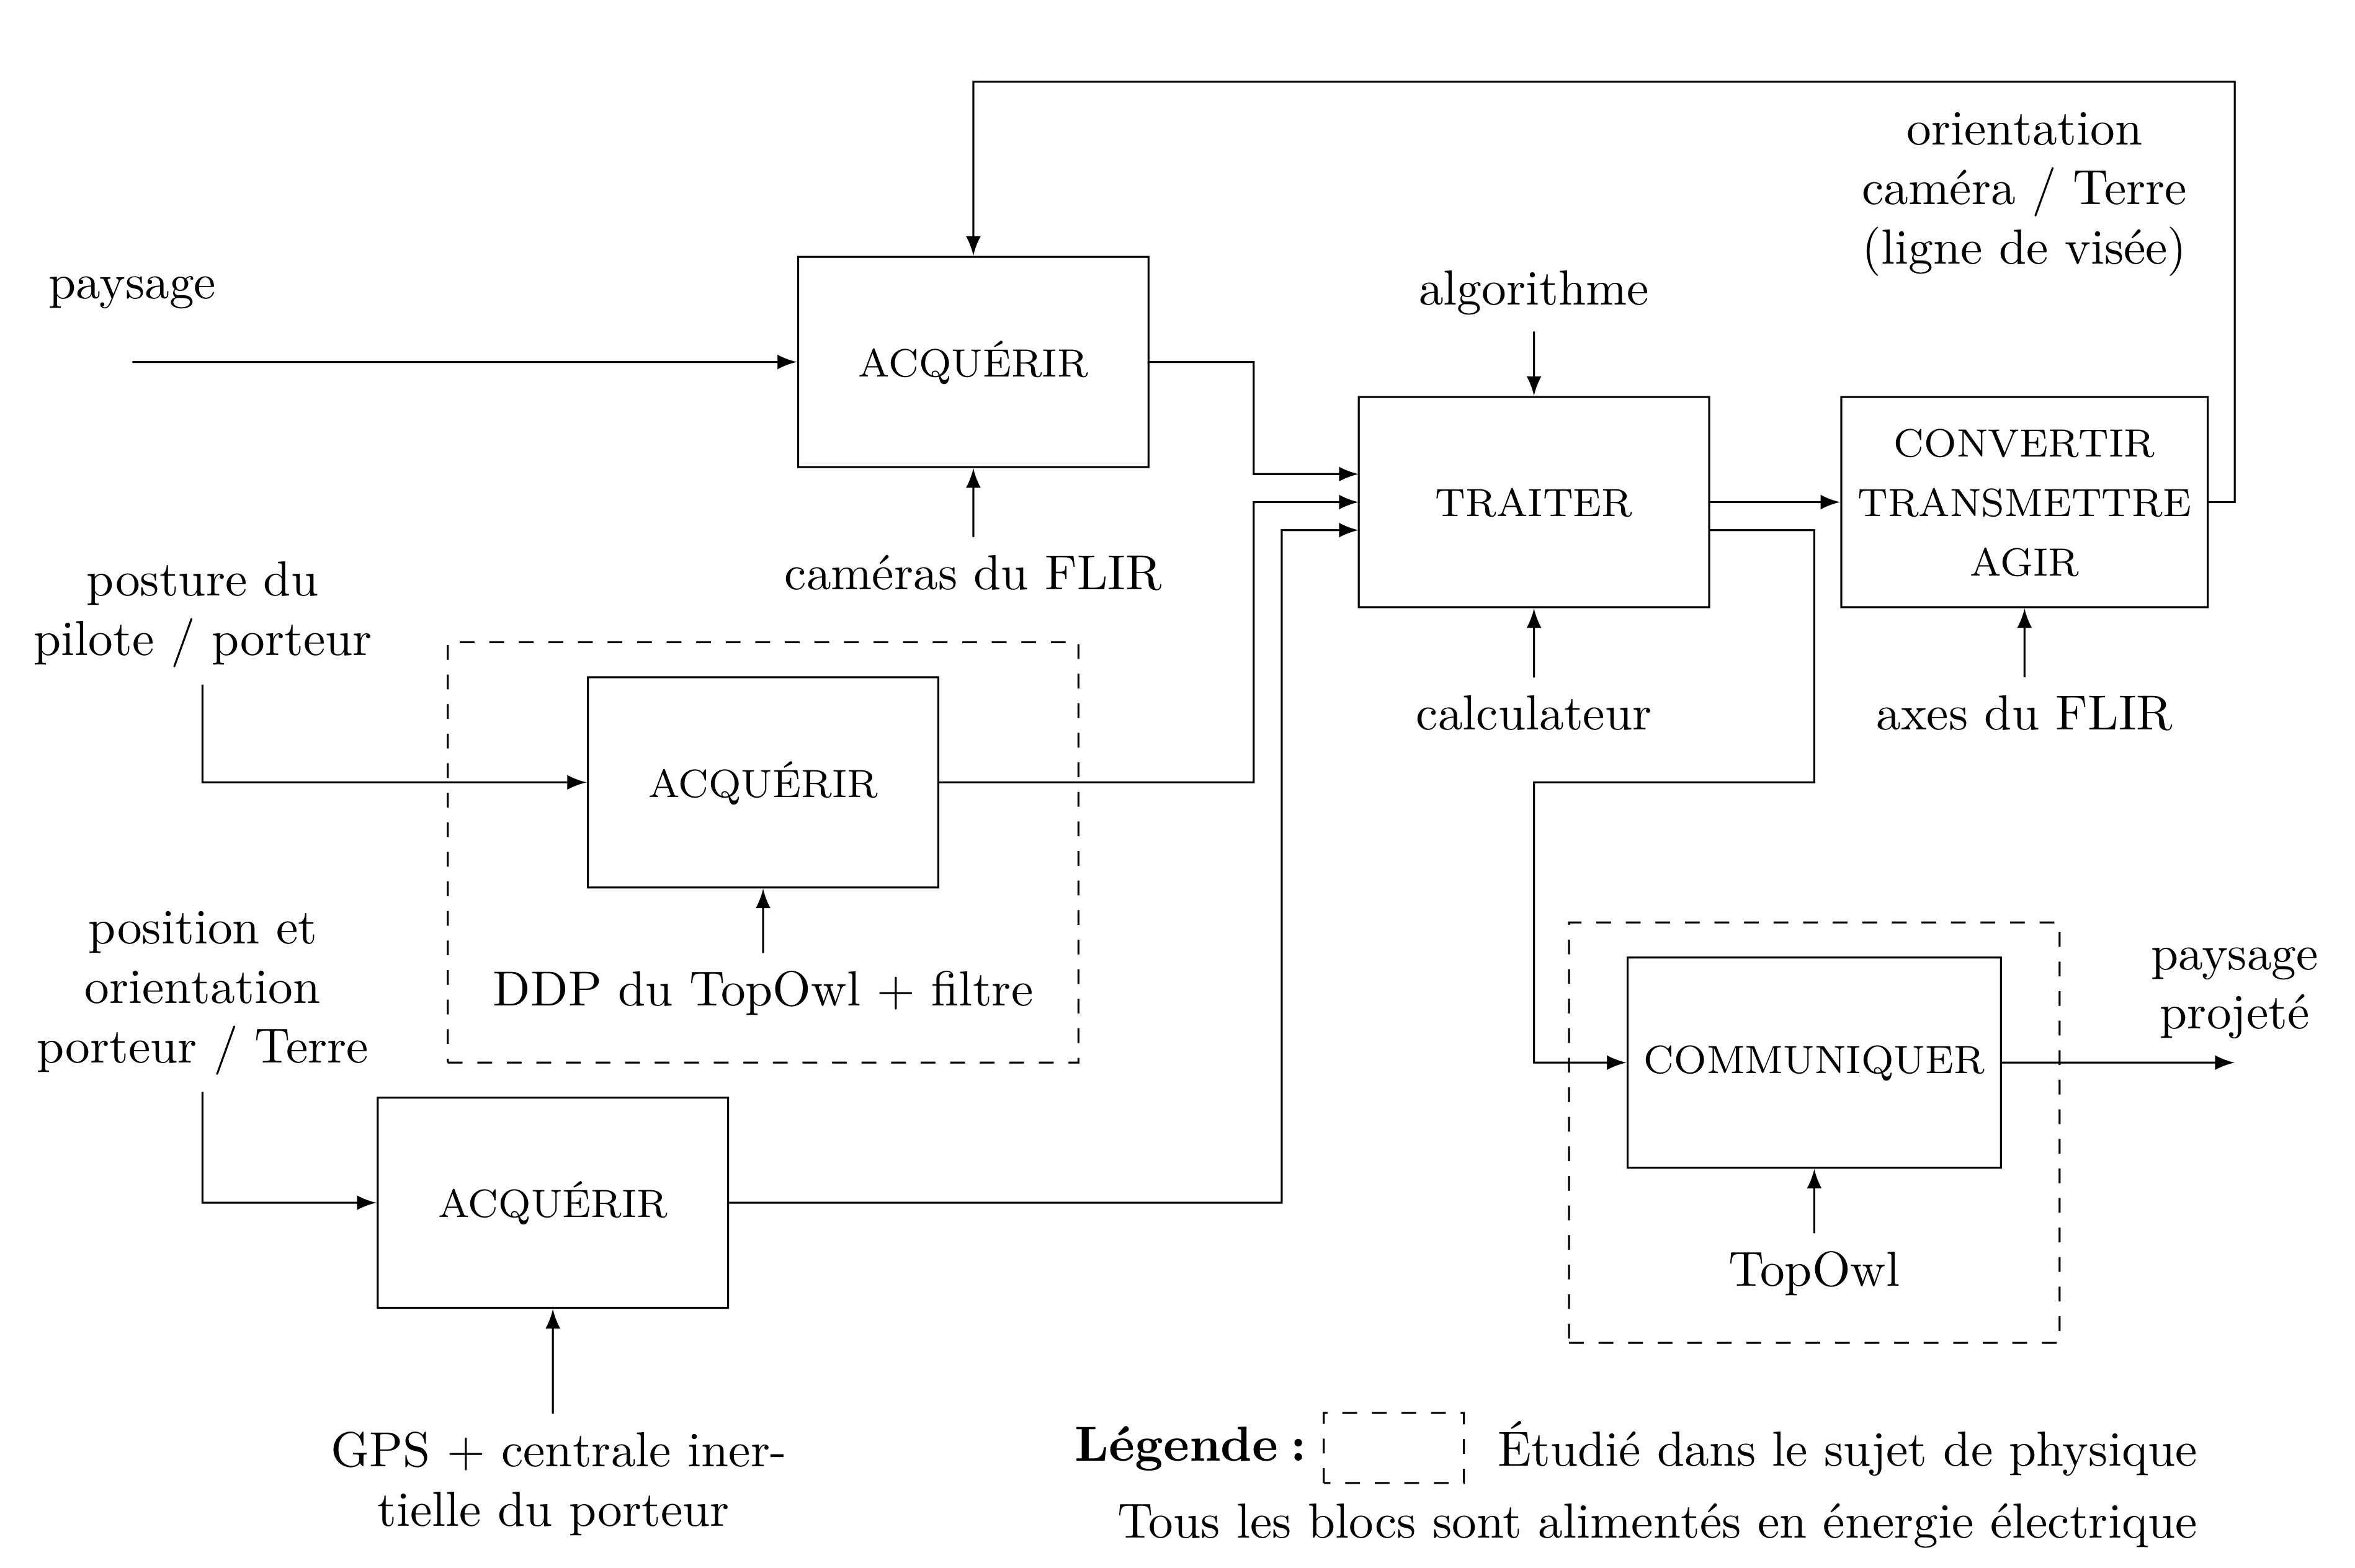 orientation
caméra / Terre
(ligne de visée)
paysage
algorithme
ACQUÉRIR
CONVERTIR
TRANSMETTRE
AGIR
TRAITER
caméras du FLIR
posture du
pilote / porteur
calculateur
axes du FLIR
ACQUÉRIR
position et
orientation
porteur / Terre
DDP du TopOwl + filtre
paysage
projeté
COMMUNIQUER
ACQUÉRIR
TopOwl
GPS + centrale iner-
tielle du porteur
Légende : Étudié dans le sujet de physique
Tous les blocs sont alimentés en énergie électrique